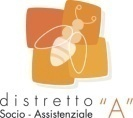 distretto "A"
Socio - Assistenziale